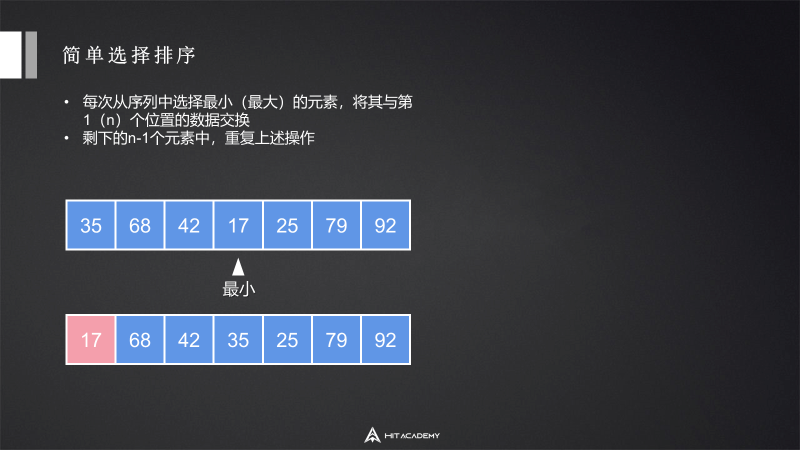 简单选择排序
• 每次从序列中选择最小（最大）的元素，将其与第
1（n）个位置的数据交换
• 剩下的n-1个元素中，重复上述操作
35 68 42 17 25 79 92
最小
17 68 42 35 25 79 92
HIT ACADEMY